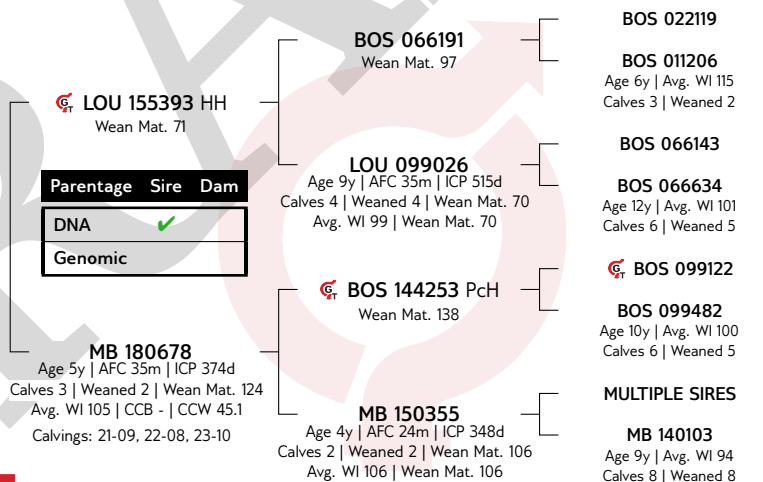 BOS 022119
BOS 066191
Wean Mat. 97
BOS 011206
Age 6y | Avg. WI 115
Calves 3 | Weaned 2
GT LOU 155393 HH
Wean Mat. 71
BOS 066143
LOU 099026
Age 9y | AFC 35m | ICP 515d
Calves 4 | Weaned 4 | Wean Mat. 70
Avg. WI 99 | Wean Mat. 70
BOS 066634
Age 12y | Avg. WI 101
Calves 6 | Weaned 5
Parentage Sire Dam
DNA ✔
Genomic
GT BOS 099122
GT BOS 144253 PcH
Wean Mat. 138
BOS 099482
Age 10y | Avg. WI 100
Calves 6 | Weaned 5
MB 180678
Age 5y | AFC 35m | ICP 374d
Calves 3 | Weaned 2 | Wean Mat. 124
Avg. WI 105 | CCB - | CCW 45.1
Calvings: 21-09, 22-08, 23-10
MULTIPLE SIRES
MB 150355
Age 4y | AFC 24m | ICP 348d
Calves 2 | Weaned 2 | Wean Mat. 106
Avg. WI 106 | Wean Mat. 106
MB 140103
Age 9y | Avg. WI 94
Calves 8 | Weaned 8